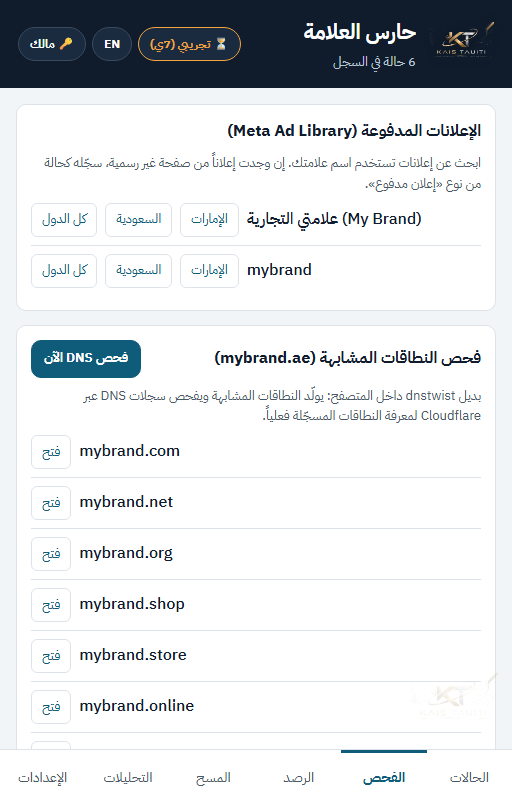 حارس العلامة
6 حالة في السجل
⏳ تجريبي (7ي)
EN
🔑 مالك
KAIS TAUITI
الإعلانات المدفوعة (Meta Ad Library)
ابحث عن إعلانات تستخدم اسم علامتك. إن وجدت إعلاناً من صفحة غير رسمية، سجّله كحالة
من نوع «إعلان مدفوع».
علامتي التجارية (My Brand)
الإمارات
السعودية
كل الدول
mybrand
الإمارات
السعودية
كل الدول
فحص النطاقات المشابهة (mybrand.ae)
فحص DNS الآن
بديل dnstwist داخل المتصفح: يولّد النطاقات المشابهة ويفحص سجلات DNS عبر
Cloudflare لمعرفة النطاقات المسجّلة فعلياً.
mybrand.com
فتح
mybrand.net
فتح
mybrand.org
فتح
mybrand.shop
فتح
mybrand.store
فتح
mybrand.online
فتح
الحالات
الفحص
الرصد
المسح
التحليلات
الإعدادات